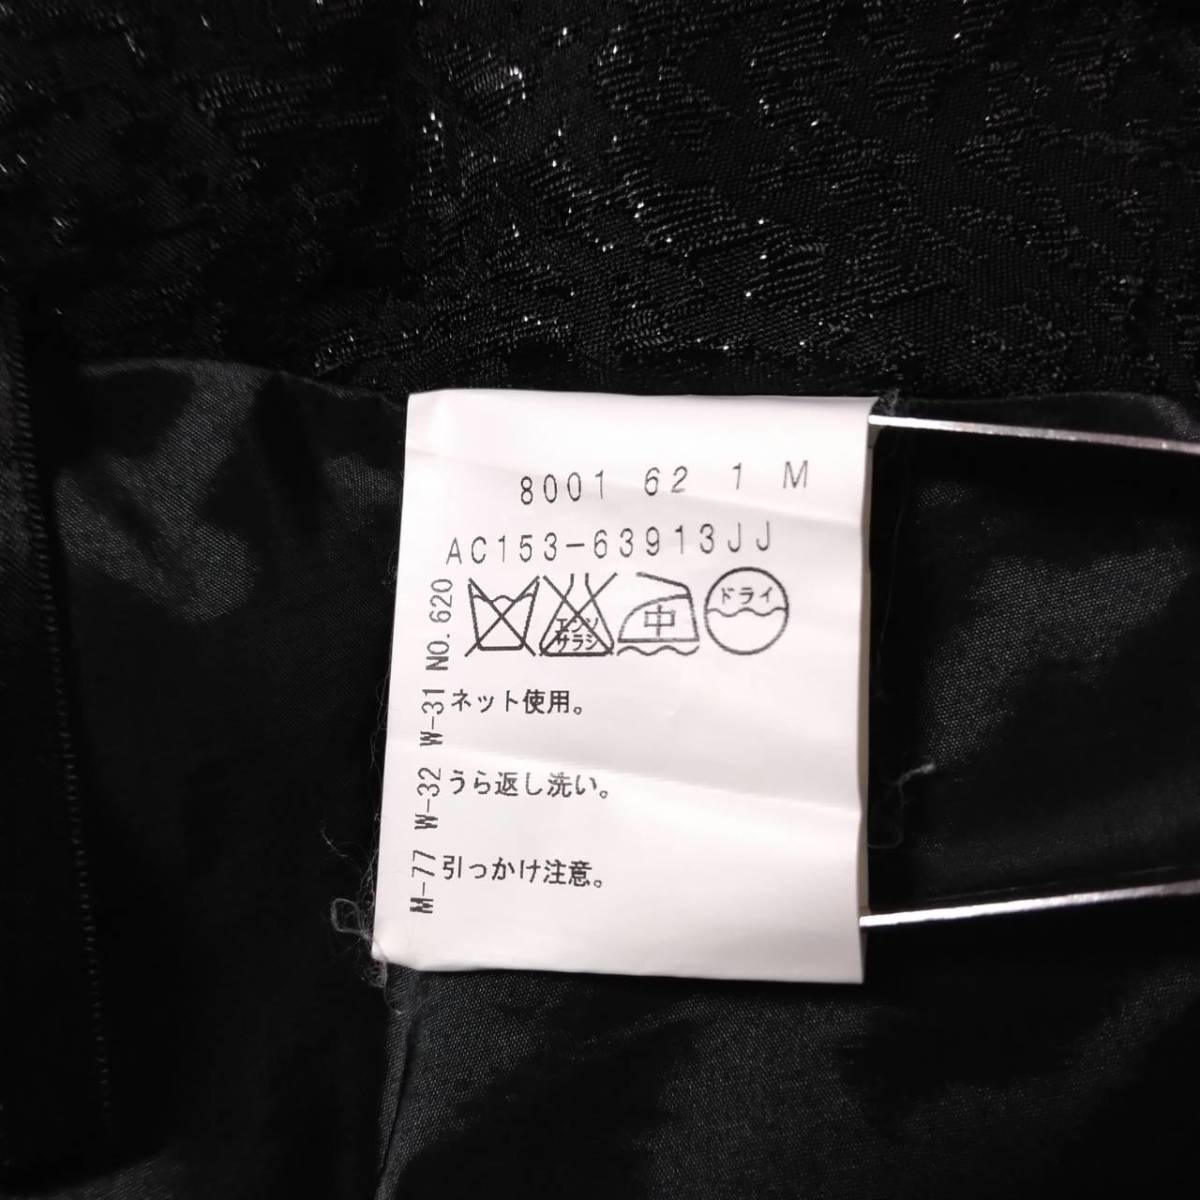 8001 62 1 M
AC153-63913JJ
エンソ
サラシ
中
ドライ
ネット使用。
うら返し洗い。
引っかけ注意。
M-77 W-32 W-31 NO.620